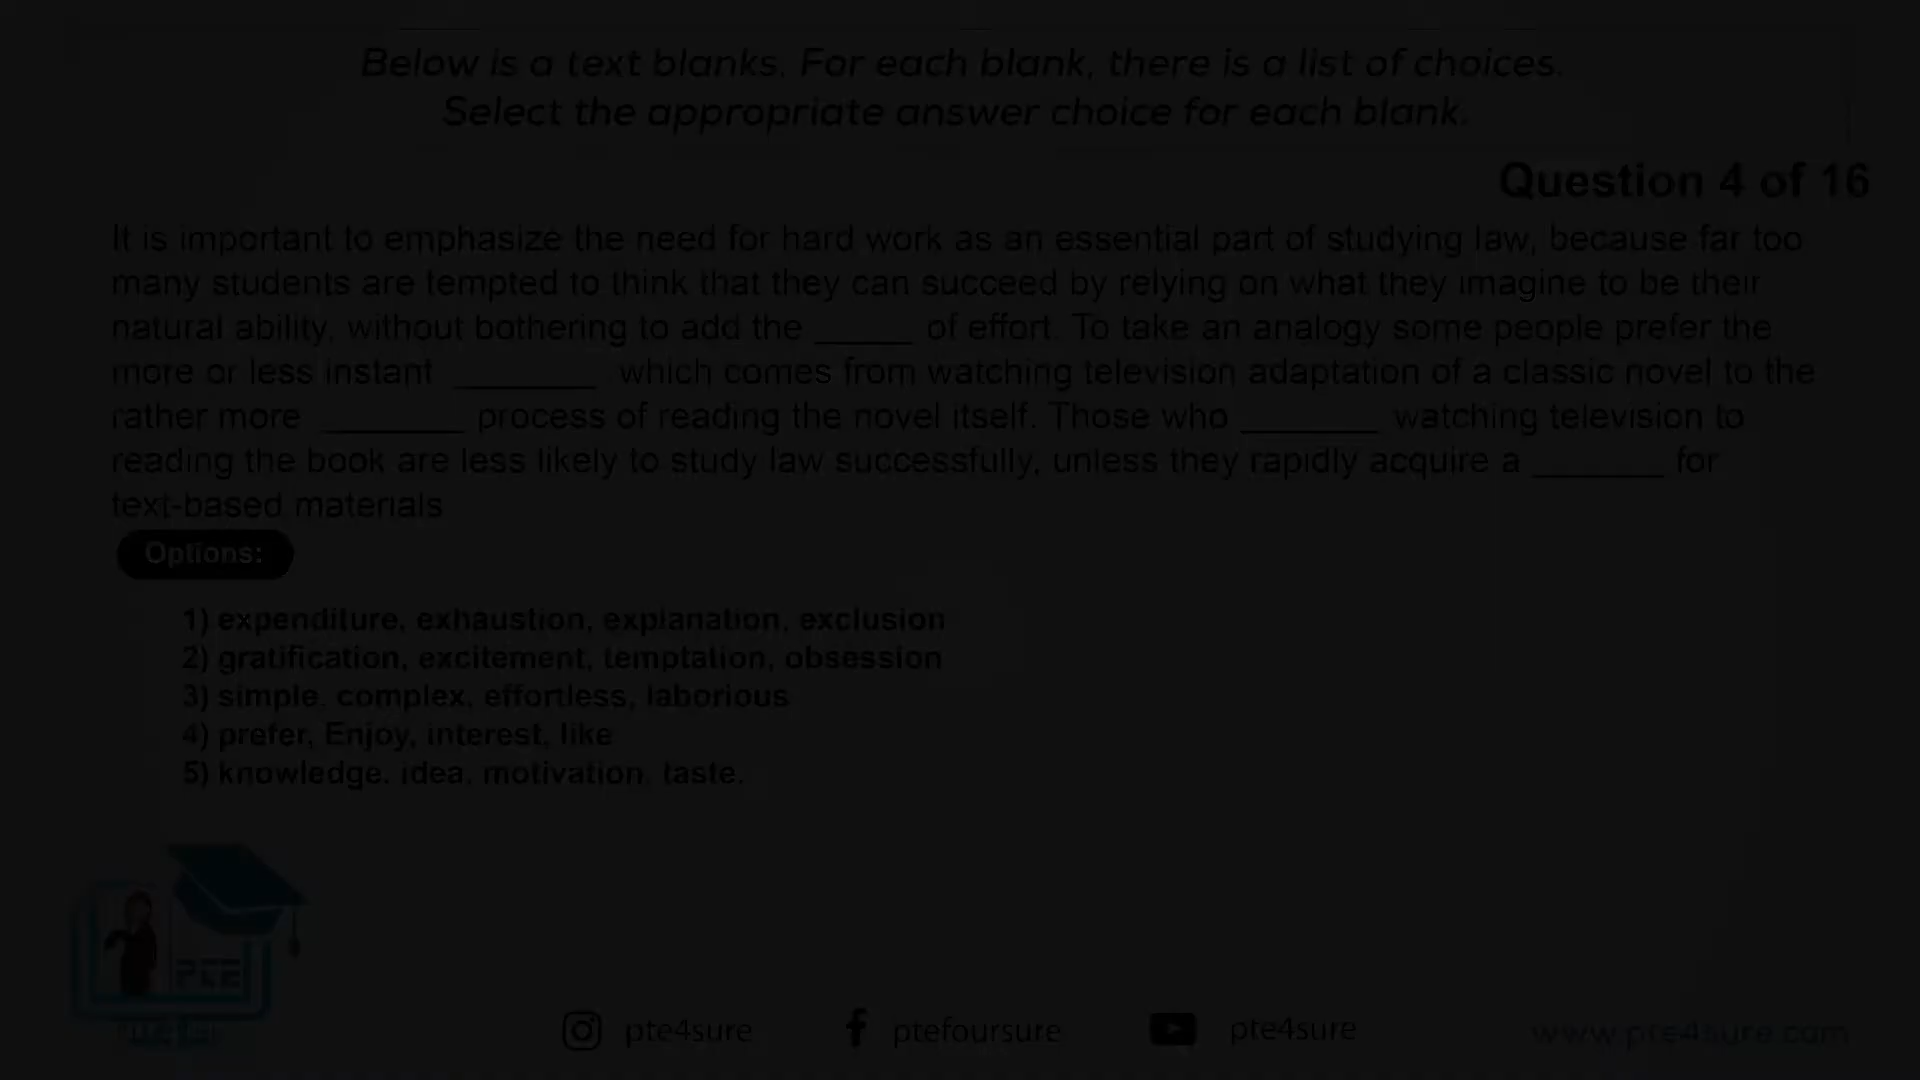 Below is a text blanks. For each blank, there is a list of choices.
Select the appropriate answer choice for each blank.
Question 4 of 16
It is important to emphasize the need for hard work as an essential part of studying law, because far too
many students are tempted to think that they can succeed by relying on what they imagine to be their
natural ability, without bothering to add the _____ of effort. To take an analogy some people prefer the
more or less instant _______ which comes from watching television adaptation of a classic novel to the
rather more _______ process of reading the novel itself. Those who _______ watching television to
reading the book are less likely to study law successfully, unless they rapidly acquire a _______ for
text-based materials
Options:
1) expenditure, exhaustion, explanation, exclusion
2) gratification, excitement, temptation, obsession
3) simple, complex, effortless, laborious
4) prefer, Enjoy, interest, like
5) knowledge, idea, motivation, taste.
PTE
pte4sure
ptefoursure
pte4sure
www.pte4sure.com